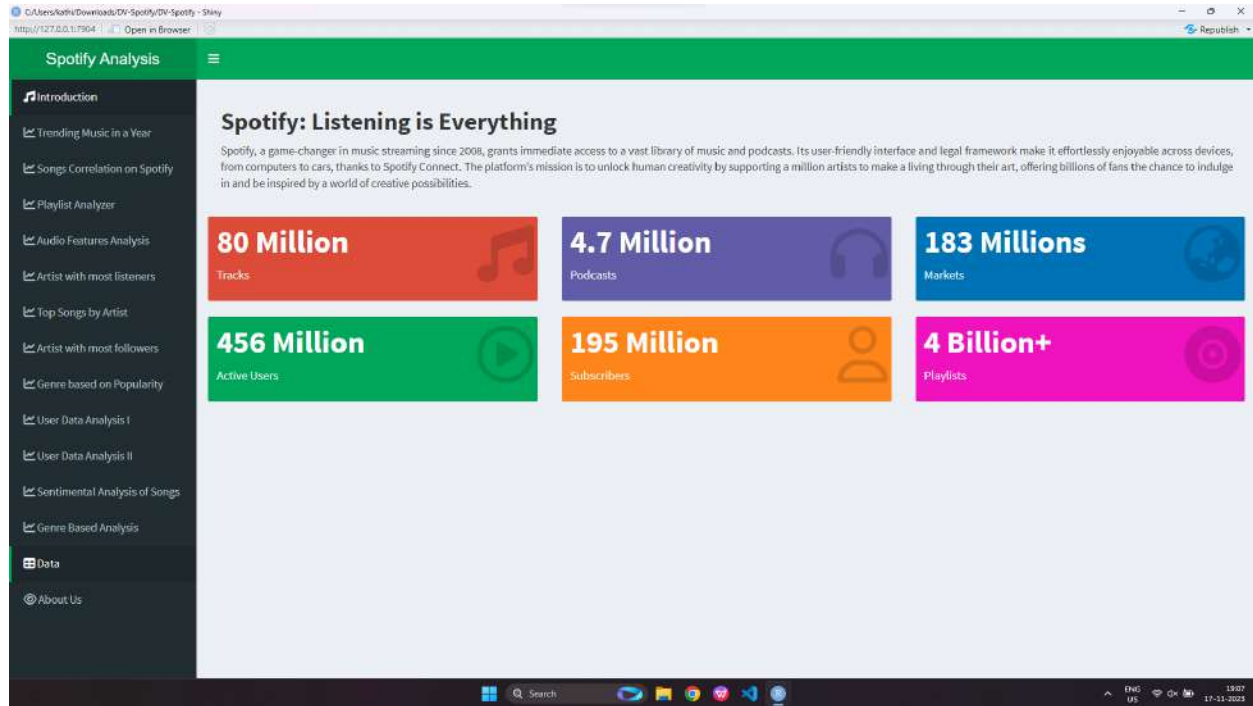 C:/Users/kathi/Downloads/DV-Spotify/DV-Spotify - Shiny
http://127.0.0.1:7904 Open in Browser Republish
Spotify Analysis
Introduction
Trending Music in a Year
Songs Correlation on Spotify
Playlist Analyzer
Audio Features Analysis
Artist with most listeners
Top Songs by Artist
Artist with most followers
Genre based on Popularity
User Data Analysis I
User Data Analysis II
Sentimental Analysis of Songs
Genre Based Analysis
Data
About Us
Spotify: Listening is Everything
Spotify, a game-changer in music streaming since 2008, grants immediate access to a vast library of music and podcasts. Its user-friendly interface and legal framework make it effortlessly enjoyable across devices,
from computers to cars, thanks to Spotify Connect. The platform's mission is to unlock human creativity by supporting a million artists to make a living through their art, offering billions of fans the chance to indulge
in and be inspired by a world of creative possibilities.
80 Million
Tracks
4.7 Million
Podcasts
183 Millions
Markets
456 Million
Active Users
195 Million
Subscribers
4 Billion+
Playlists
Search
ENG
US
19:07
17-11-2023